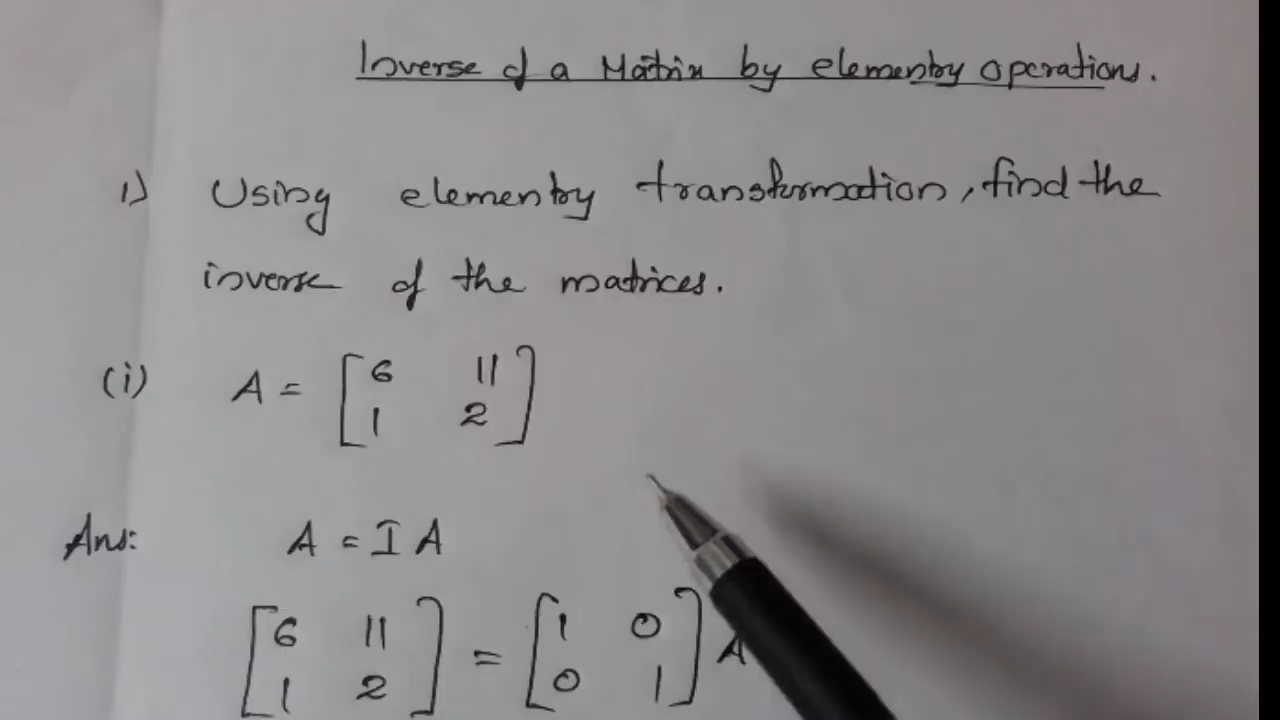 Inverse of a Matrix by elementry operations.
1) Using elementry transformation, find the
inverse of the matrices.
(i) A = [6 11
1 2]
Ans: A = I A
[6 11
1 2] = [1 0
0 1] A